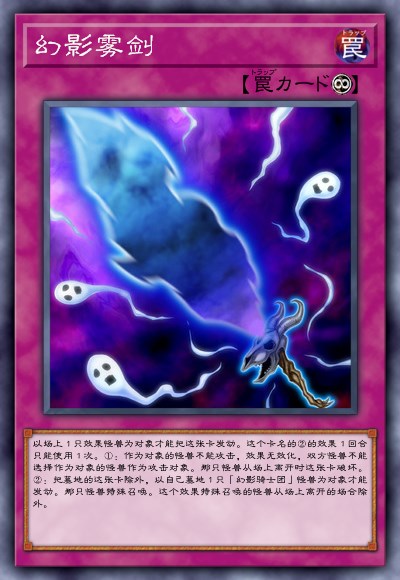 幻影雾剑
トラップ
罠
トラップ
【罠カード】
以场上1只效果怪兽为对象才能把这张卡发动。这个卡名的②的效果1回合
只能使用1次。①：作为对象的怪兽不能攻击，效果无效化，双方怪兽不能
选择作为对象的怪兽作为攻击对象。那只怪兽从场上离开时这张卡破坏。
②：把墓地的这张卡除外，以自己墓地1只「幻影骑士团」怪兽为对象才能
发动。那只怪兽特殊召唤。这个效果特殊召唤的怪兽从场上离开的场合除
外。